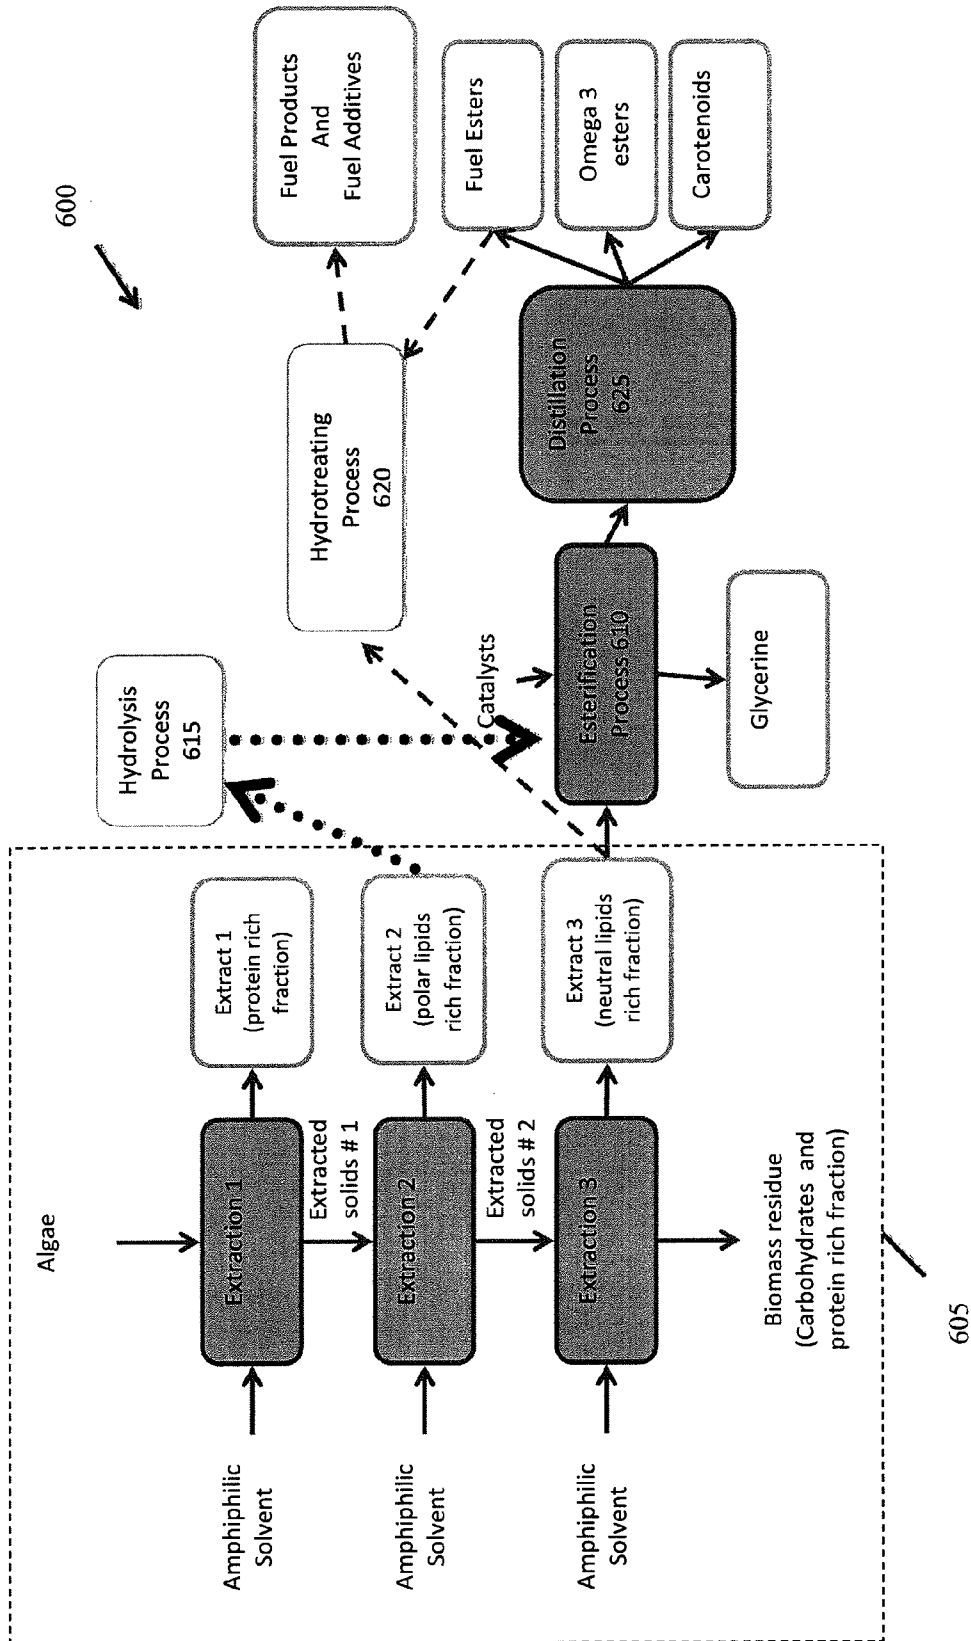 600
Algae
Amphiphilic
Solvent
Extraction 1
Extract 1
(protein rich
fraction)
Extracted
solids # 1
Amphiphilic
Solvent
Extraction 2
Extract 2
(polar lipids
rich fraction)
Extracted
solids # 2
Amphiphilic
Solvent
Extraction 3
Extract 3
(neutral lipids
rich fraction)
Biomass residue
(Carbohydrates and
protein rich fraction)
605
Hydrolysis
Process
615
Catalysts
Esterification
Process 610
Glycerine
Hydrotreating
Process
620
Distillation
Process
625
Fuel Products
And
Fuel Additives
Fuel Esters
Omega 3
esters
Carotenoids